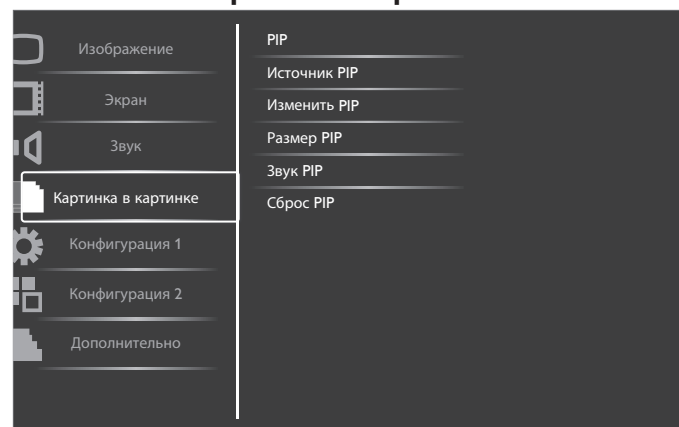 Изображение
Экран
Звук
Картинка в картинке
Конфигурация 1
Конфигурация 2
Дополнительно
PIP
Источник PIP
Изменить PIP
Размер PIP
Звук PIP
Сброс PIP